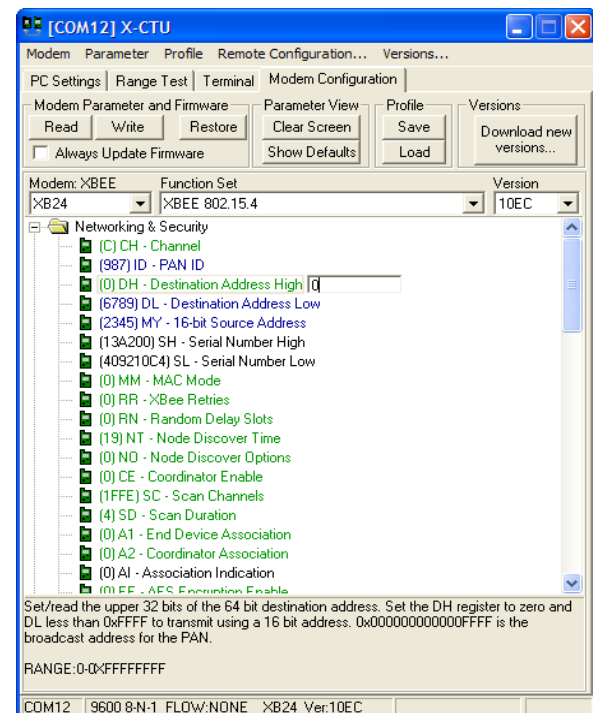 [COM12] X-CTU
Modem Parameter Profile Remote Configuration... Versions...
PC Settings Range Test Terminal Modem Configuration
Modem Parameter and Firmware Parameter View Profile Versions
Read Write Restore Clear Screen Save Download new versions...
Always Update Firmware Show Defaults Load
Modem: XBEE Function Set Version
XB24 XBEE 802.15.4 10EC
Networking & Security
(C) CH - Channel
(987) ID - PAN ID
(0) DH - Destination Address High 0
(6789) DL - Destination Address Low
(2345) MY - 16-bit Source Address
(13A200) SH - Serial Number High
(409210C4) SL - Serial Number Low
(0) MM - MAC Mode
(0) RR - XBee Retries
(0) RN - Random Delay Slots
(19) NT - Node Discover Time
(0) NO - Node Discover Options
(0) CE - Coordinator Enable
(1FFE) SC - Scan Channels
(4) SD - Scan Duration
(0) A1 - End Device Association
(0) A2 - Coordinator Association
(0) AI - Association Indication
(0) EE - AES Encryption Enable
Set/read the upper 32 bits of the 64 bit destination address. Set the DH register to zero and
DL less than 0xFFFF to transmit using a 16 bit address. 0x000000000000FFFF is the
broadcast address for the PAN.
RANGE:0-0XFFFFFFFF
COM12 9600 8-N-1 FLOW:NONE XB24 Ver:10EC